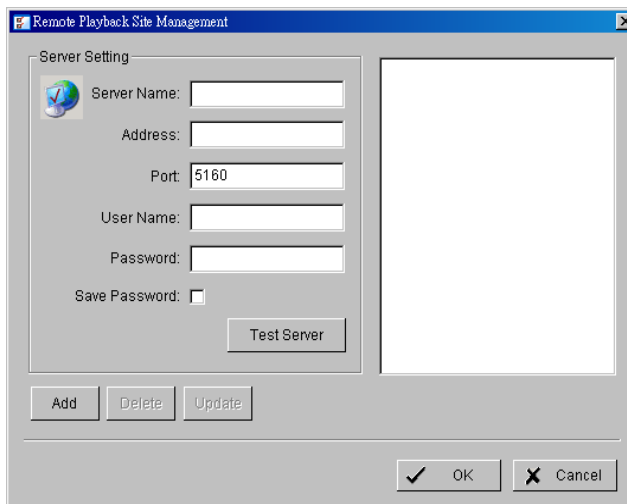 Remote Playback Site Management
Server Setting
Server Name:
Address:
Port: 5160
User Name:
Password:
Save Password:
Test Server
Add Delete Update
OK Cancel